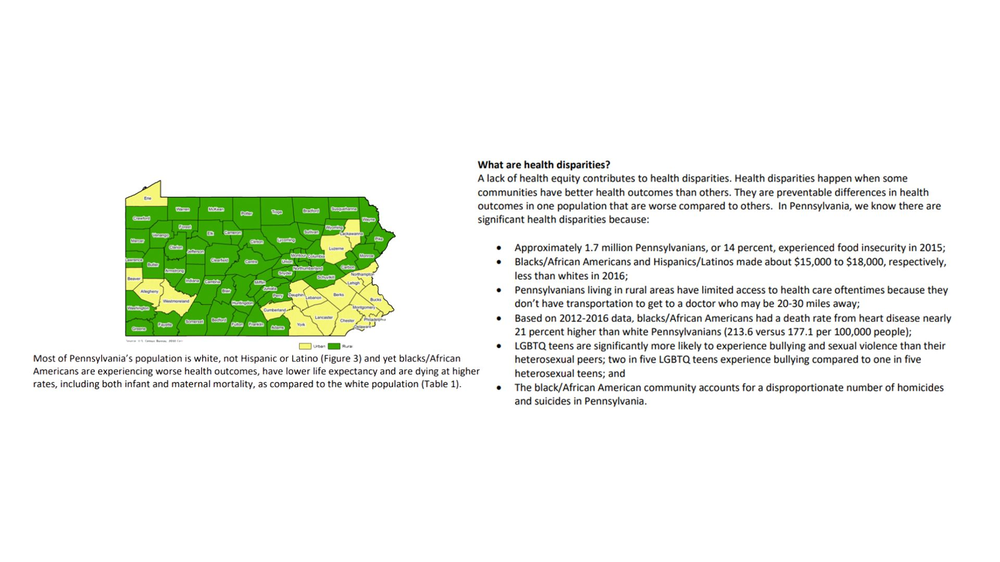 Erie
Warren
McKean
Potter
Tioga
Bradford
Susquehanna
Wayne
Crawford
Forest
Elk
Cameron
Sullivan
Wyoming
Lackawanna
Pike
Mercer
Venango
Clarion
Jefferson
Clinton
Lycoming
Luzerne
Monroe
Lawrence
Butler
Armstrong
Clearfield
Centre
Union
Montour
Columbia
Northumberland
Snyder
Carbon
Schuylkill
Northampton
Lehigh
Beaver
Allegheny
Indiana
Cambria
Blair
Mifflin
Juniata
Perry
Dauphin
Lebanon
Berks
Bucks
Montgomery
Washington
Westmoreland
Huntingdon
Cumberland
Lancaster
Chester
Philadelphia
Delaware
Greene
Fayette
Somerset
Bedford
Fulton
Franklin
Adams
York
Source: U.S. Census Bureau, 2010
Urban
Rural
Most of Pennsylvania’s population is white, not Hispanic or Latino (Figure 3) and yet blacks/African
Americans are experiencing worse health outcomes, have lower life expectancy and are dying at higher
rates, including both infant and maternal mortality, as compared to the white population (Table 1).
What are health disparities?
A lack of health equity contributes to health disparities. Health disparities happen when some
communities have better health outcomes than others. They are preventable differences in health
outcomes in one population that are worse compared to others.  In Pennsylvania, we know there are
significant health disparities because:
• Approximately 1.7 million Pennsylvanians, or 14 percent, experienced food insecurity in 2015;
• Blacks/African Americans and Hispanics/Latinos made about $15,000 to $18,000, respectively,
less than whites in 2016;
• Pennsylvanians living in rural areas have limited access to health care oftentimes because they
don’t have transportation to get to a doctor who may be 20-30 miles away;
• Based on 2012-2016 data, blacks/African Americans had a death rate from heart disease nearly
21 percent higher than white Pennsylvanians (213.6 versus 177.1 per 100,000 people);
• LGBTQ teens are significantly more likely to experience bullying and sexual violence than their
heterosexual peers; two in five LGBTQ teens experience bullying compared to one in five
heterosexual teens; and
• The black/African American community accounts for a disproportionate number of homicides
and suicides in Pennsylvania.